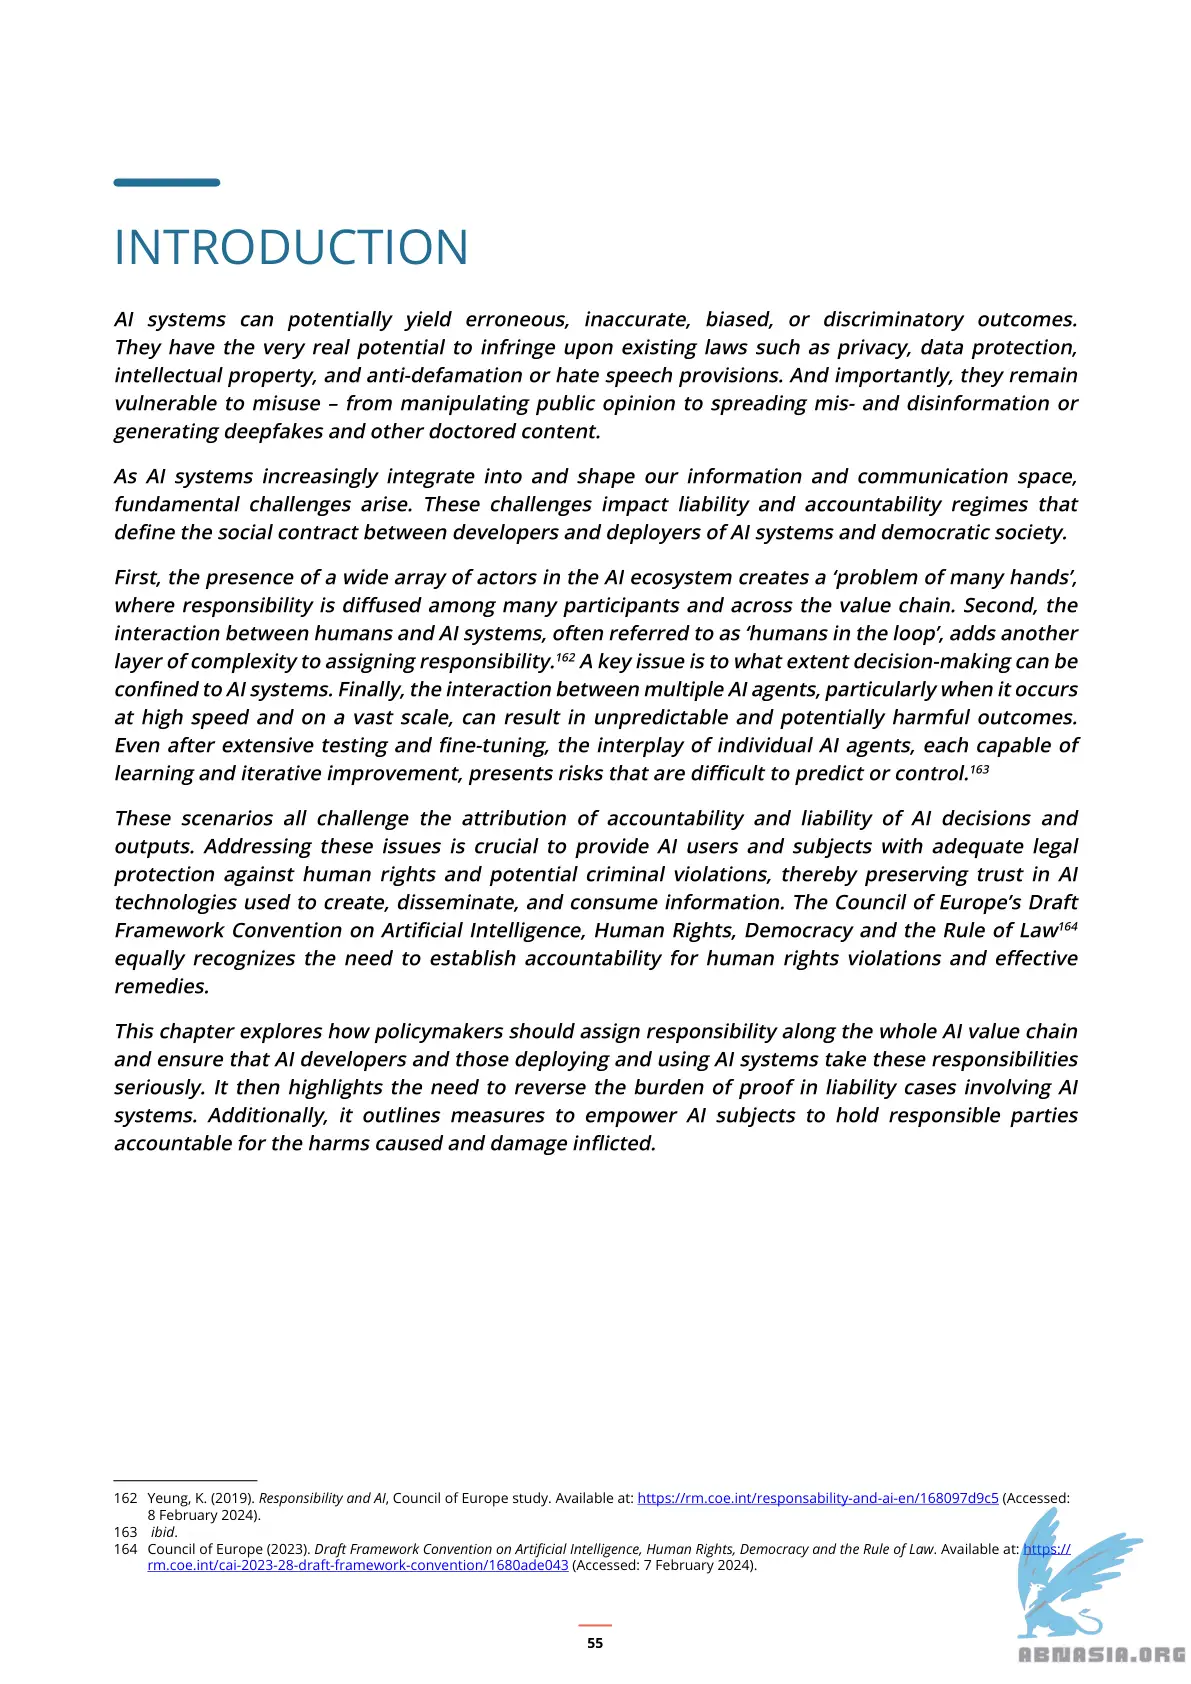 INTRODUCTION
AI systems can potentially yield erroneous, inaccurate, biased, or discriminatory outcomes.
They have the very real potential to infringe upon existing laws such as privacy, data protection,
intellectual property, and anti-defamation or hate speech provisions. And importantly, they remain
vulnerable to misuse – from manipulating public opinion to spreading mis- and disinformation or
generating deepfakes and other doctored content.
As AI systems increasingly integrate into and shape our information and communication space,
fundamental challenges arise. These challenges impact liability and accountability regimes that
define the social contract between developers and deployers of AI systems and democratic society.
First, the presence of a wide array of actors in the AI ecosystem creates a ‘problem of many hands’,
where responsibility is diffused among many participants and across the value chain. Second, the
interaction between humans and AI systems, often referred to as ‘humans in the loop’, adds another
layer of complexity to assigning responsibility.162 A key issue is to what extent decision-making can be
confined to AI systems. Finally, the interaction between multiple AI agents, particularly when it occurs
at high speed and on a vast scale, can result in unpredictable and potentially harmful outcomes.
Even after extensive testing and fine-tuning, the interplay of individual AI agents, each capable of
learning and iterative improvement, presents risks that are difficult to predict or control.163
These scenarios all challenge the attribution of accountability and liability of AI decisions and
outputs. Addressing these issues is crucial to provide AI users and subjects with adequate legal
protection against human rights and potential criminal violations, thereby preserving trust in AI
technologies used to create, disseminate, and consume information. The Council of Europe’s Draft
Framework Convention on Artificial Intelligence, Human Rights, Democracy and the Rule of Law164
equally recognizes the need to establish accountability for human rights violations and effective
remedies.
This chapter explores how policymakers should assign responsibility along the whole AI value chain
and ensure that AI developers and those deploying and using AI systems take these responsibilities
seriously. It then highlights the need to reverse the burden of proof in liability cases involving AI
systems. Additionally, it outlines measures to empower AI subjects to hold responsible parties
accountable for the harms caused and damage inflicted.
162 Yeung, K. (2019). Responsibility and AI, Council of Europe study. Available at: https://rm.coe.int/responsability-and-ai-en/168097d9c5 (Accessed:
8 February 2024).
163 ibid.
164 Council of Europe (2023). Draft Framework Convention on Artificial Intelligence, Human Rights, Democracy and the Rule of Law. Available at: https://
rm.coe.int/cai-2023-28-draft-framework-convention/1680ade043 (Accessed: 7 February 2024).
55
ABNASIA.ORG